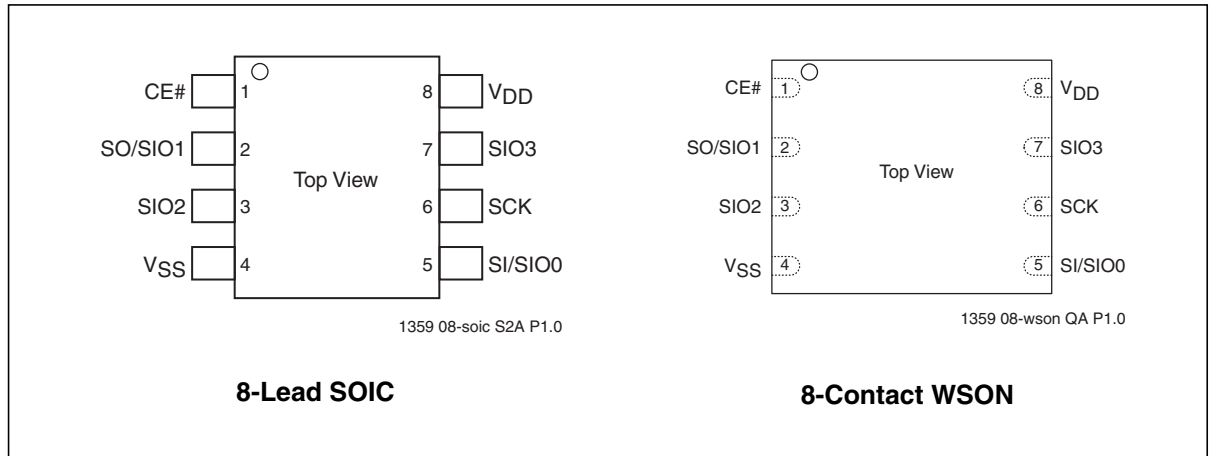 CE# 1 8 VDD
SO/SIO1 2 7 SIO3
Top View
SIO2 3 6 SCK
VSS 4 5 SI/SIO0
1359 08-soic S2A P1.0
8-Lead SOIC
CE# 1 8 VDD
SO/SIO1 2 7 SIO3
Top View
SIO2 3 6 SCK
VSS 4 5 SI/SIO0
1359 08-wson QA P1.0
8-Contact WSON